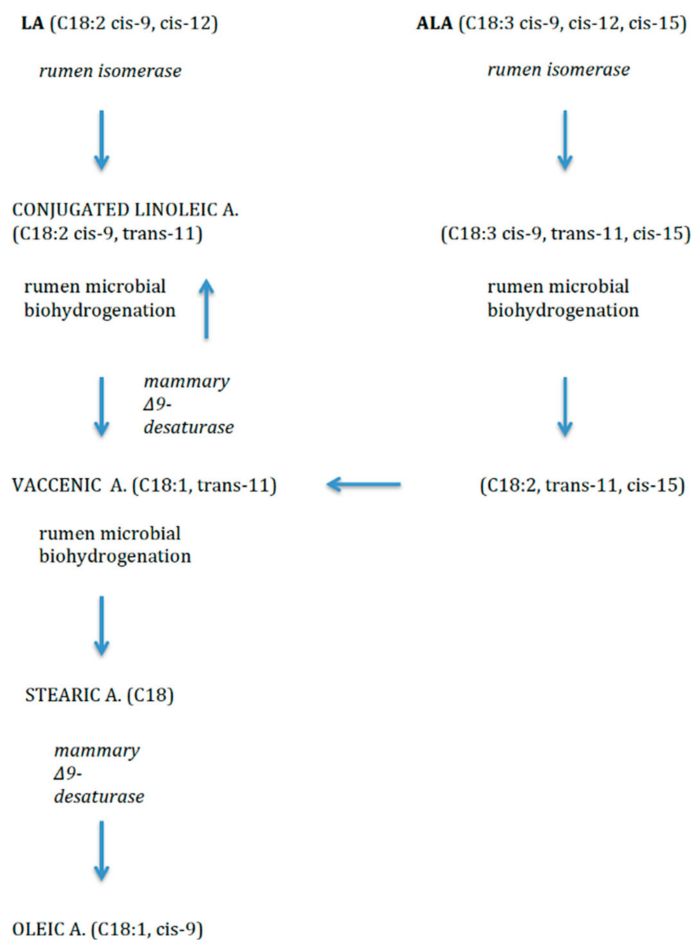 LA (C18:2 cis-9, cis-12)
ALA (C18:3 cis-9, cis-12, cis-15)
rumen isomerase
rumen isomerase
CONJUGATED LINOLEIC A.
(C18:2 cis-9, trans-11)
(C18:3 cis-9, trans-11, cis-15)
rumen microbial
biohydrogenation
rumen microbial
biohydrogenation
mammary
Δ9-
desaturase
VACCENIC A. (C18:1, trans-11)
(C18:2, trans-11, cis-15)
rumen microbial
biohydrogenation
STEARIC A. (C18)
mammary
Δ9-
desaturase
OLEIC A. (C18:1, cis-9)